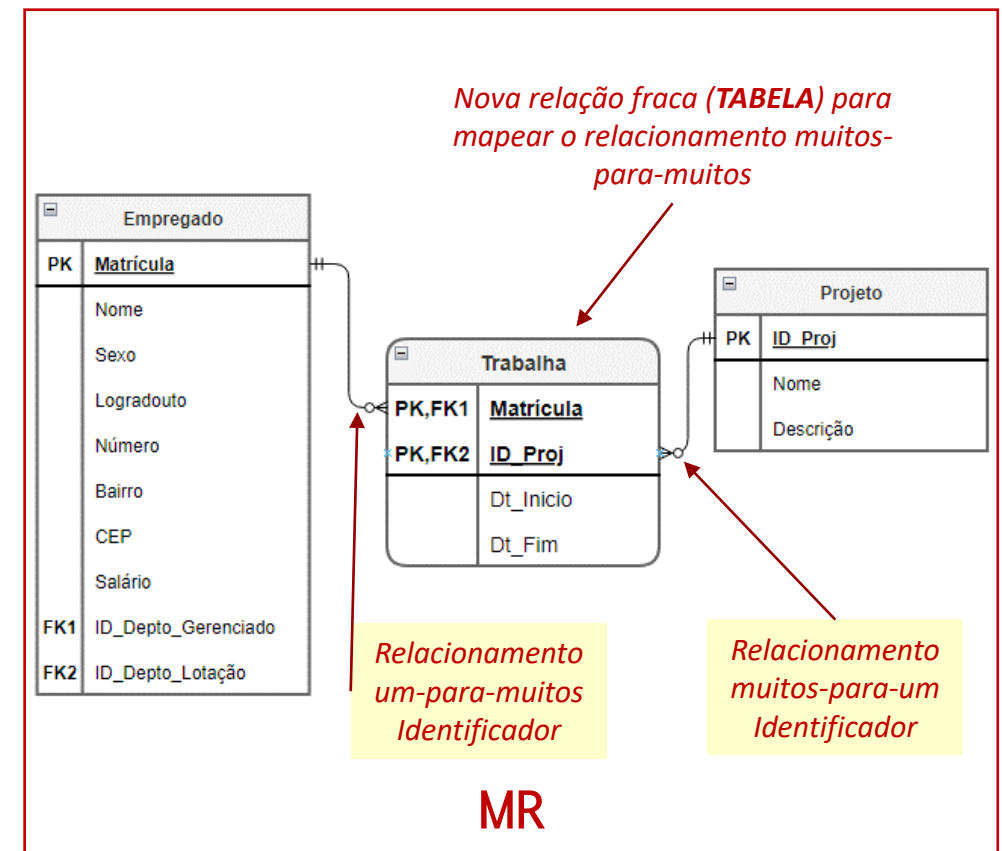 Nova relação fraca (TABELA) para
mapear o relacionamento muitos-
para-muitos
Empregado
PK Matrícula
Nome
Sexo
Logradouto
Número
Bairro
CEP
Salário
FK1 ID_Depto_Gerenciado
FK2 ID_Depto_Lotação
Trabalha
PK,FK1 Matrícula
PK,FK2 ID_Proj
Dt_Inicio
Dt_Fim
Projeto
PK ID_Proj
Nome
Descrição
Relacionamento
um-para-muitos
Identificador
Relacionamento
muitos-para-um
Identificador
MR